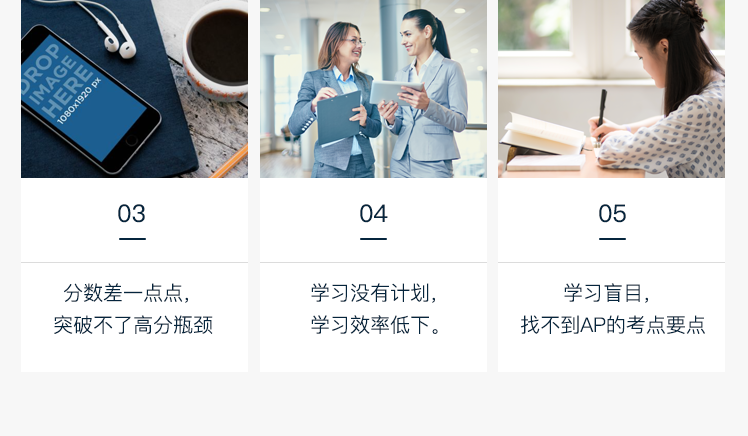 DROP
IMAGE
HERE
1080x1920 px
03
04
05
分数差一点点，
突破不了高分瓶颈
学习没有计划，
学习效率低下。
学习盲目，
找不到AP的考点要点